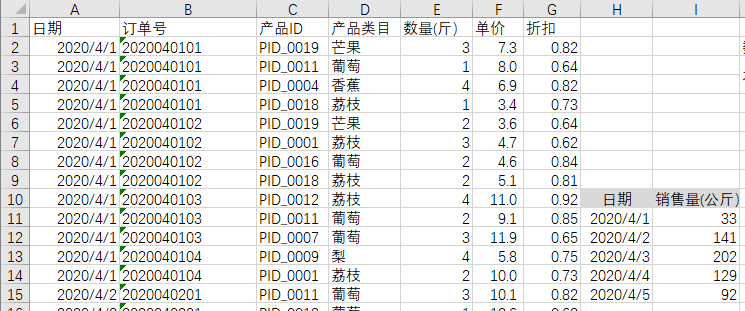 A B C D E F G H I
1 日期 订单号 产品ID 产品类目 数量(斤) 单价 折扣
2 2020/4/1 2020040101 PID_0019 芒果 3 7.3 0.82
3 2020/4/1 2020040101 PID_0011 葡萄 1 8.0 0.64
4 2020/4/1 2020040101 PID_0004 香蕉 4 6.9 0.82
5 2020/4/1 2020040101 PID_0018 荔枝 1 3.4 0.73
6 2020/4/1 2020040102 PID_0019 芒果 2 3.6 0.64
7 2020/4/1 2020040102 PID_0001 荔枝 3 4.7 0.62
8 2020/4/1 2020040102 PID_0016 葡萄 2 4.6 0.84
9 2020/4/1 2020040102 PID_0018 荔枝 2 5.1 0.81
10 2020/4/1 2020040103 PID_0012 荔枝 4 11.0 0.92 日期 销售量(公斤)
11 2020/4/1 2020040103 PID_0011 葡萄 2 9.1 0.85 2020/4/1 33
12 2020/4/1 2020040103 PID_0007 葡萄 3 11.9 0.65 2020/4/2 141
13 2020/4/1 2020040104 PID_0009 梨 4 5.8 0.75 2020/4/3 202
14 2020/4/1 2020040104 PID_0001 荔枝 2 10.0 0.73 2020/4/4 129
15 2020/4/2 2020040201 PID_0011 葡萄 3 10.1 0.82 2020/4/5 92